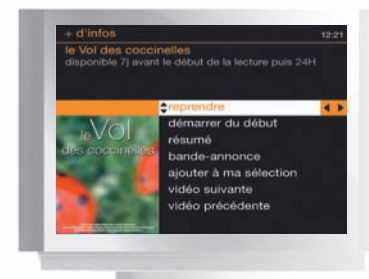 + d'infos
12:21
le Vol des coccinelles
disponible 7j avant le début de la lecture puis 24H
reprendre
démarrer du début
le Vol
des coccinelles
résumé
bande-annonce
ajouter à ma sélection
vidéo suivante
vidéo précédente